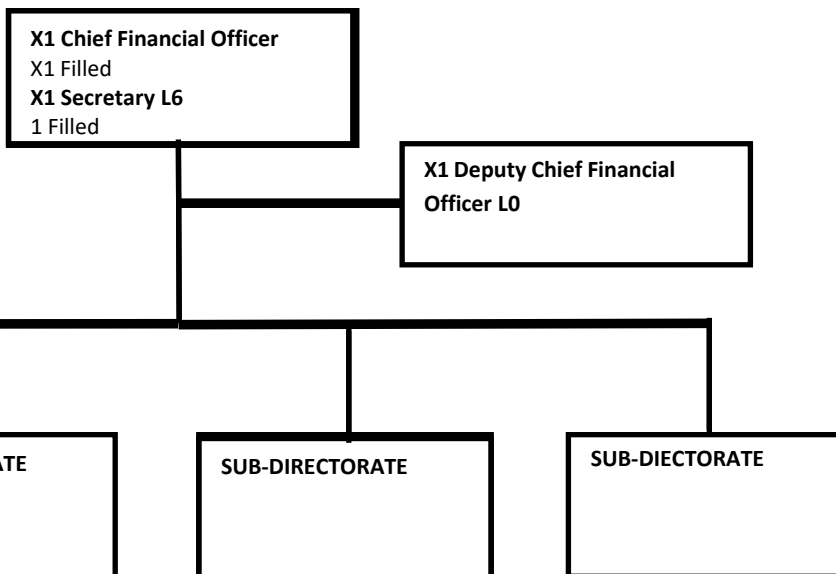 X1 Chief Financial Officer
X1 Filled
X1 Secretary L6
1 Filled
X1 Deputy Chief Financial
Officer L0
ATE
SUB-DIRECTORATE
SUB-DIECTORATE